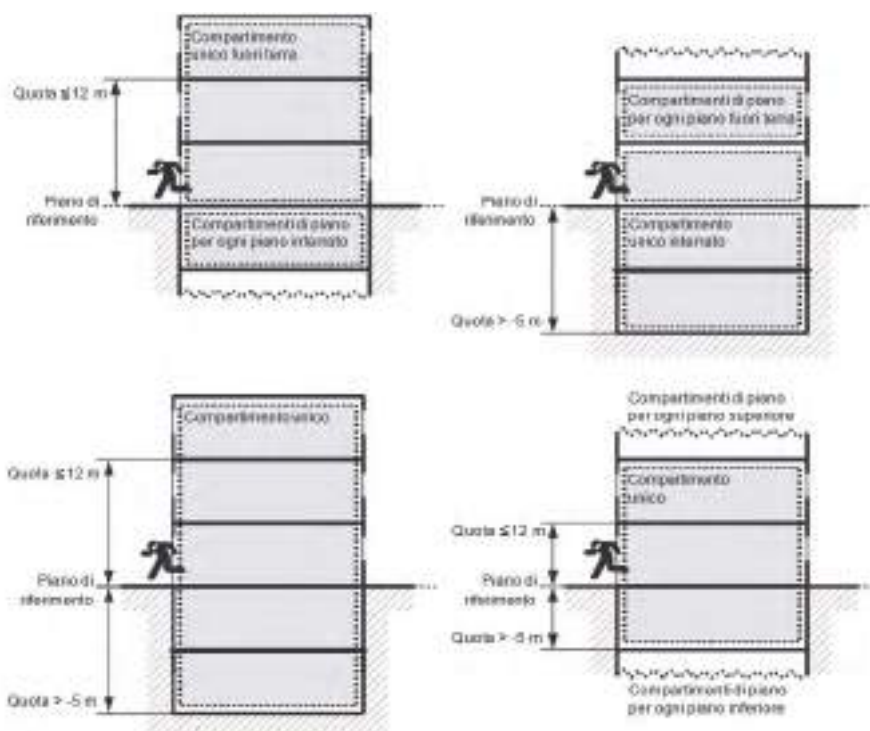 Compartimento
unico fuori terra
Quota ≤12 m
Piano di
riferimento
Compartimenti di piano
per ogni piano interrato
Compartimenti di piano
per ogni piano fuori terra
Piano di
riferimento
Compartimento
unico interrato
Quota > -5 m
Compartimento unico
Quota ≤12 m
Piano di
riferimento
Quota > -5 m
Compartimenti di piano
per ogni piano superiore
Compartimento
unico
Quota ≤12 m
Piano di
riferimento
Quota > -5 m
Compartimenti di piano
per ogni piano inferiore